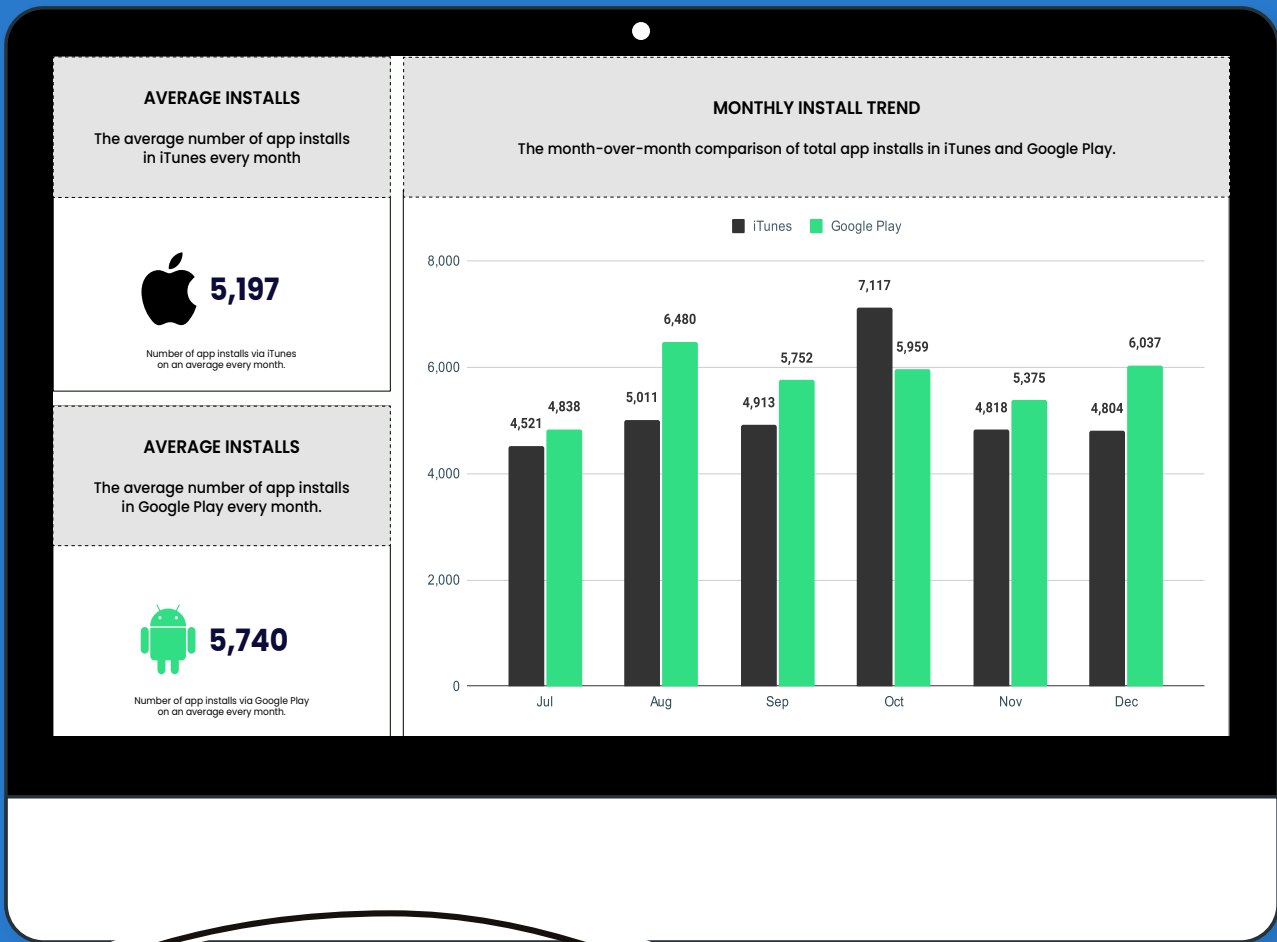 AVERAGE INSTALLS
The average number of app installs
in iTunes every month
5,197
Number of app installs via iTunes
on an average every month.
AVERAGE INSTALLS
The average number of app installs
in Google Play every month.
5,740
Number of app installs via Google Play
on an average every month.
MONTHLY INSTALL TREND
The month-over-month comparison of total app installs in iTunes and Google Play.
iTunes Google Play
8,000
6,000
4,000
2,000
0
4,521 4,838
5,011 6,480
4,913 5,752
7,117 5,959
4,818 5,375
4,804 6,037
Jul Aug Sep Oct Nov Dec